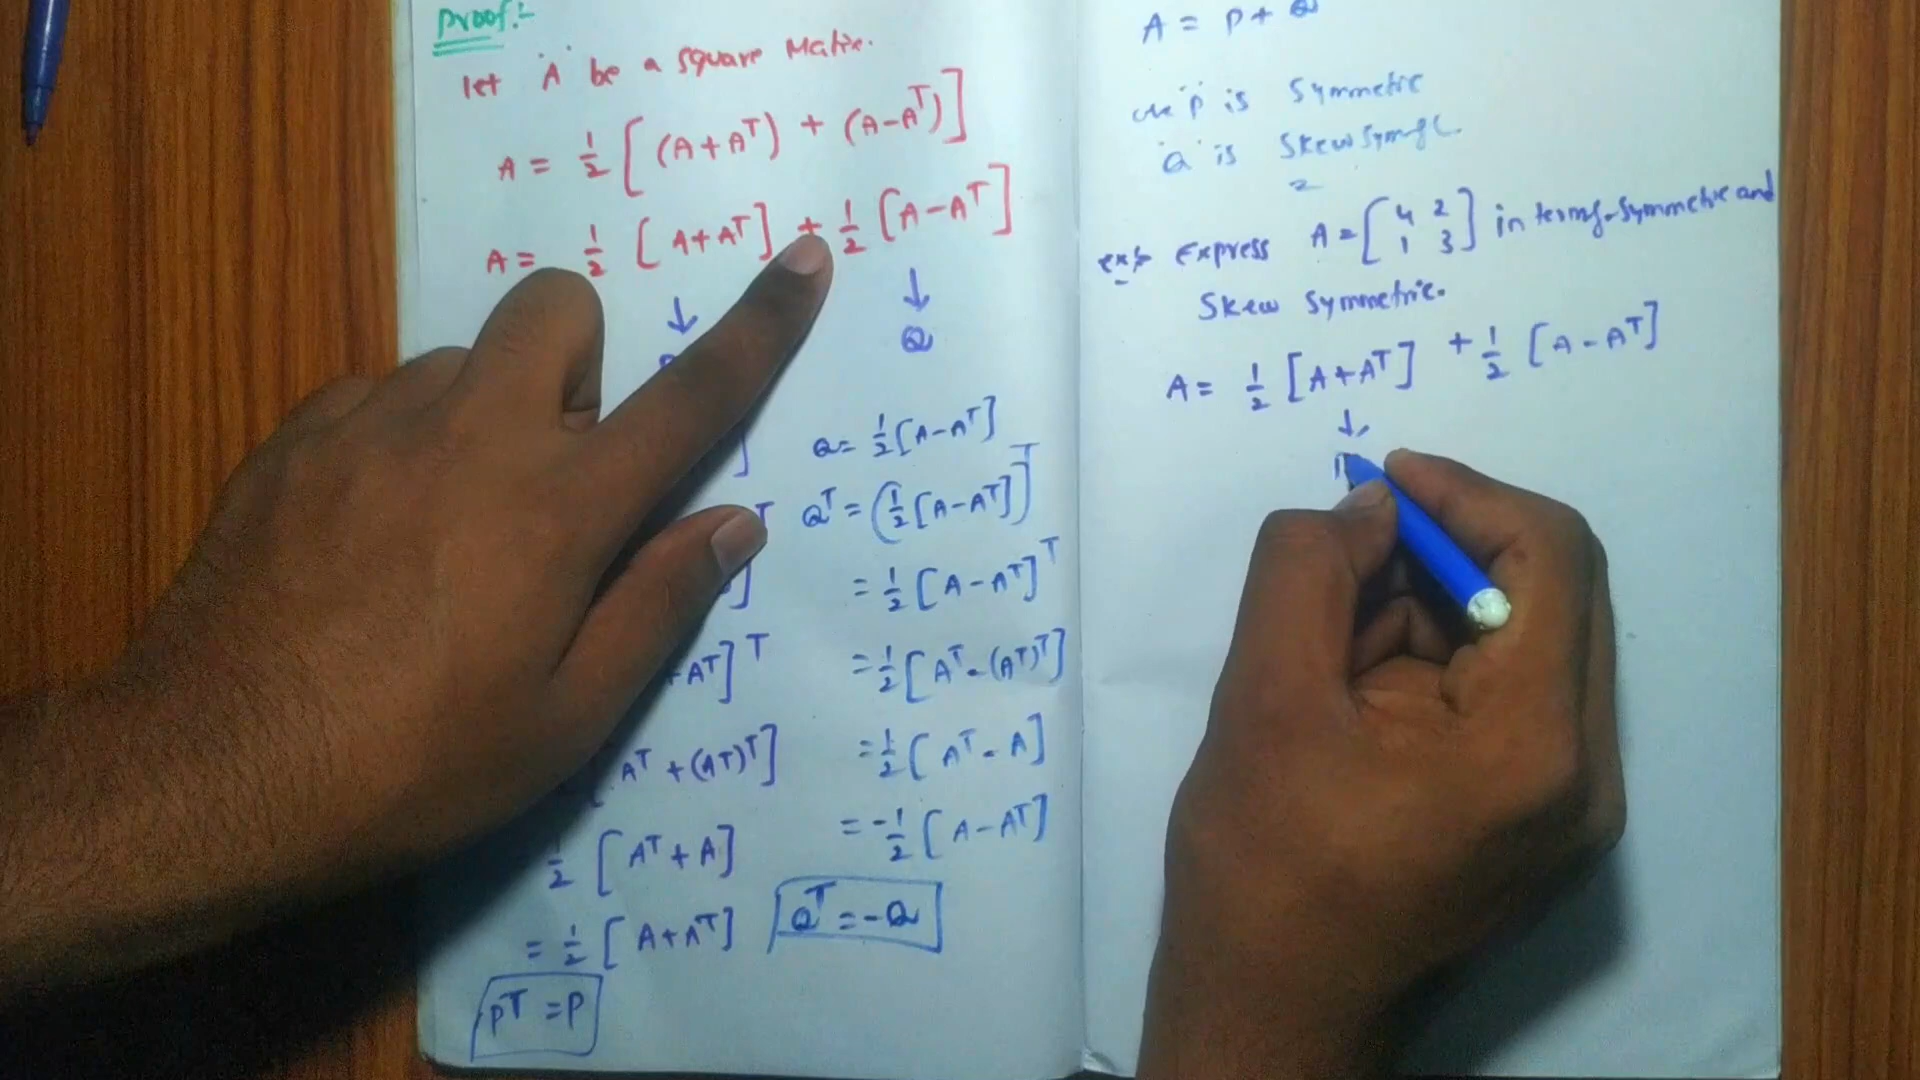 Proof:-
let 'A' be a square Matrix.
A = 1/2 [(A+A^T) + (A-A^T)]
A = 1/2 [A+A^T] + 1/2 [A-A^T]
↓ ↓
Q
Q = 1/2 [A-A^T]
Q^T = (1/2 [A-A^T])^T
= 1/2 [A-A^T]^T
AT]^T
= 1/2 [A^T-(A^T)^T]
A^T + (A^T)^T]
= 1/2 [A^T-A]
1/2 [A^T+A]
= -1/2 [A-A^T]
= 1/2 [A+A^T]
Q^T = -Q
P^T = P
A = P + Q
'P' is Symmetric
'Q' is Skew
ex:- Express A = [4 2
1 3] in terms-Symmetric and
Skew Symmetric.
A = 1/2 [A+A^T] + 1/2 [A-A^T]
↓